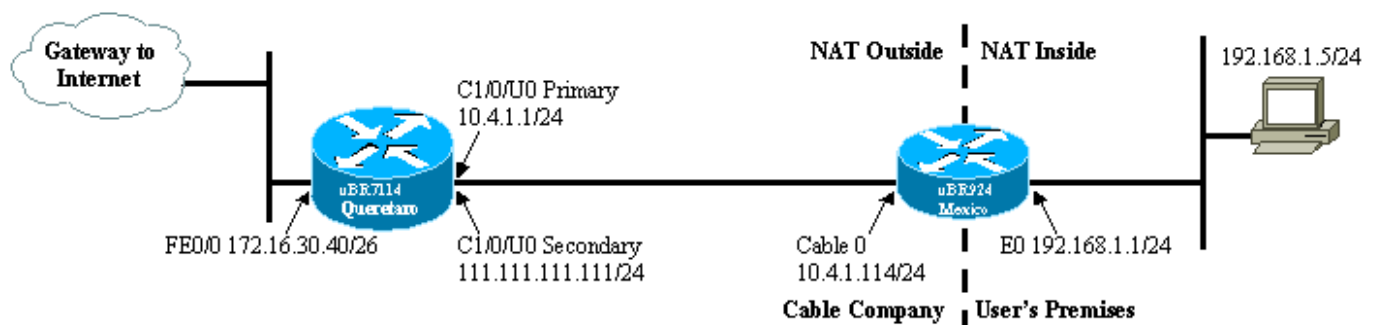 Gateway to
Internet
C1/0/U0 Primary
10.4.1.1/24
NAT Outside
NAT Inside
192.168.1.5/24
uBR7114
Queretaro
uBR924
Mexico
FE0/0 172.16.30.40/26
C1/0/U0 Secondary
111.111.111.111/24
Cable 0
10.4.1.114/24
E0 192.168.1.1/24
Cable Company
User's Premises